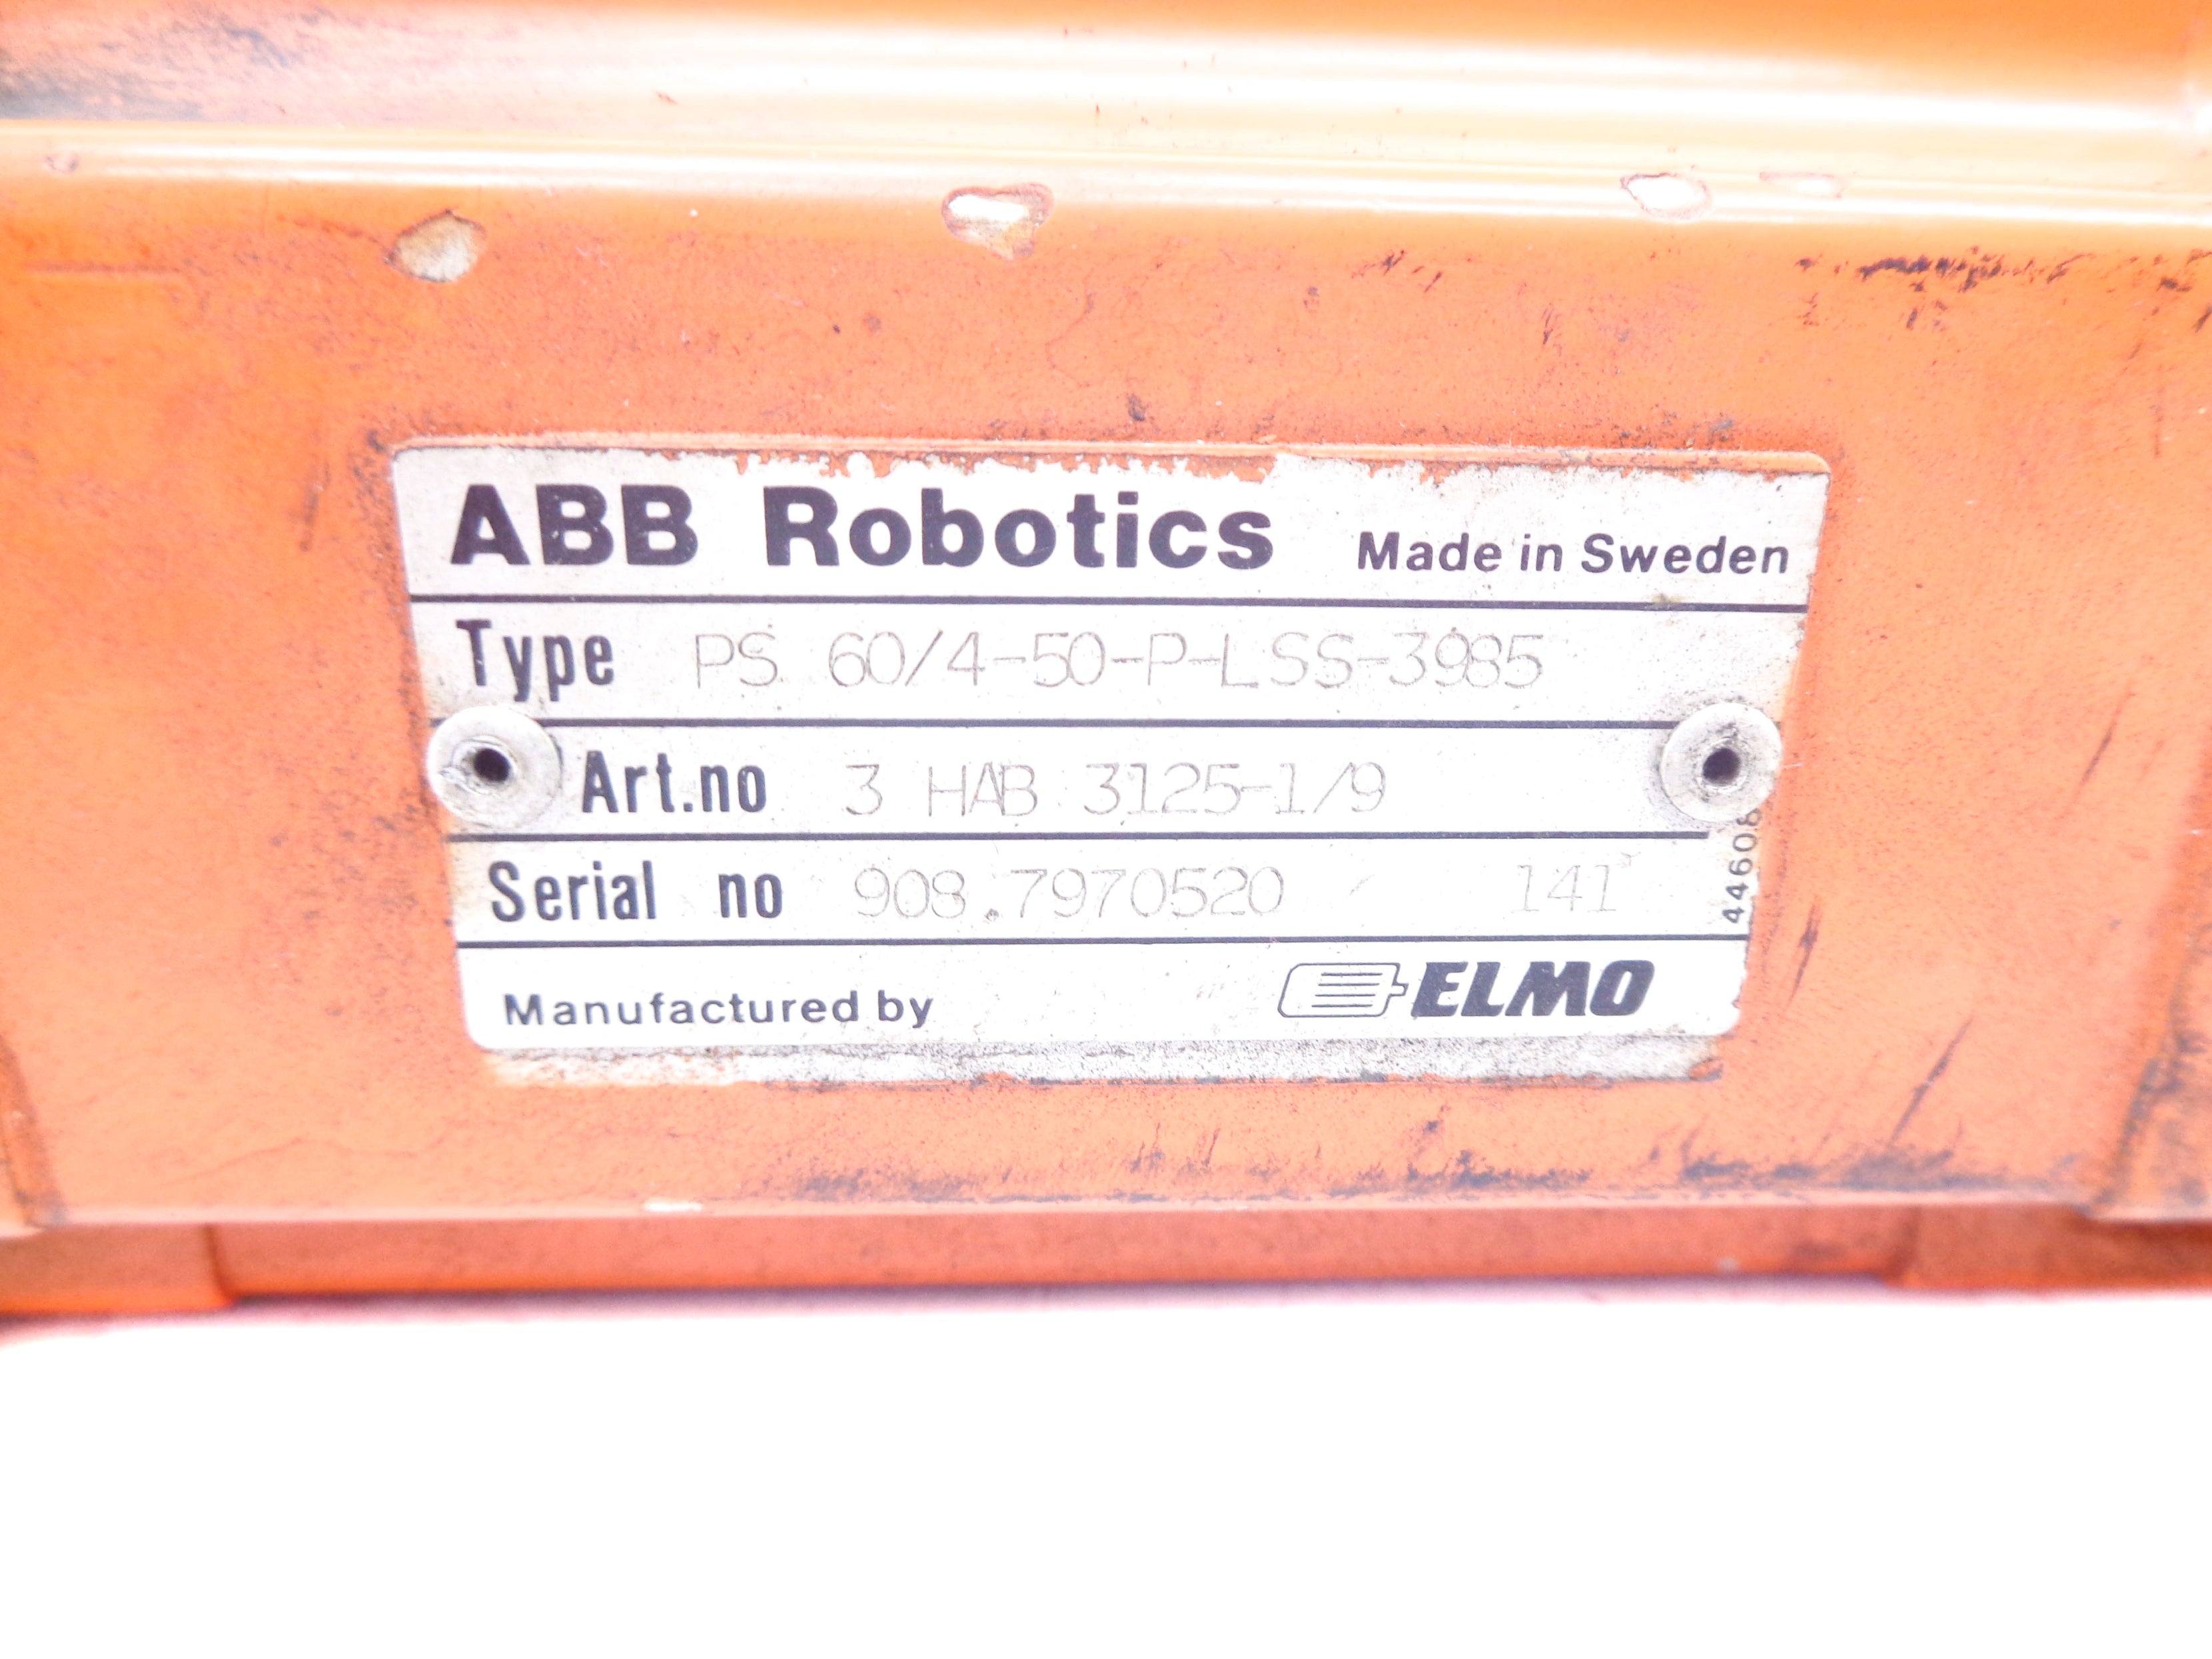 ABB Robotics Made in Sweden
Type PS 60/4-50-P-LSS-3985
Art.no 3 HAB 3125-1/9
Serial no 908.7970520 141
44608
Manufactured by ELMO